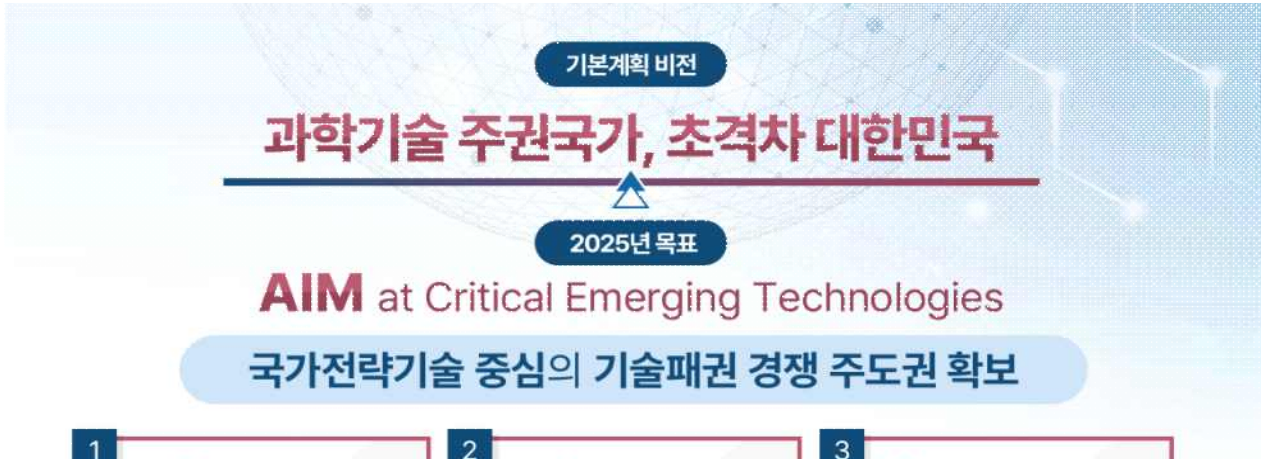 기본계획 비전
과학기술 주권국가, 초격차 대한민국
2025년 목표
AIM at Critical Emerging Technologies
국가전략기술 중심의 기술패권 경쟁 주도권 확보
1 2 3